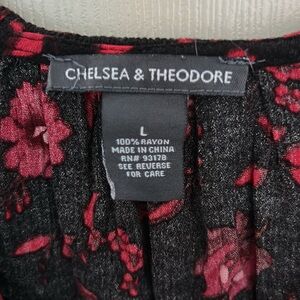 CHELSEA & THEODORE
L
100% RAYON
MADE IN CHINA
RN# 93178
SEE REVERSE
FOR CARE